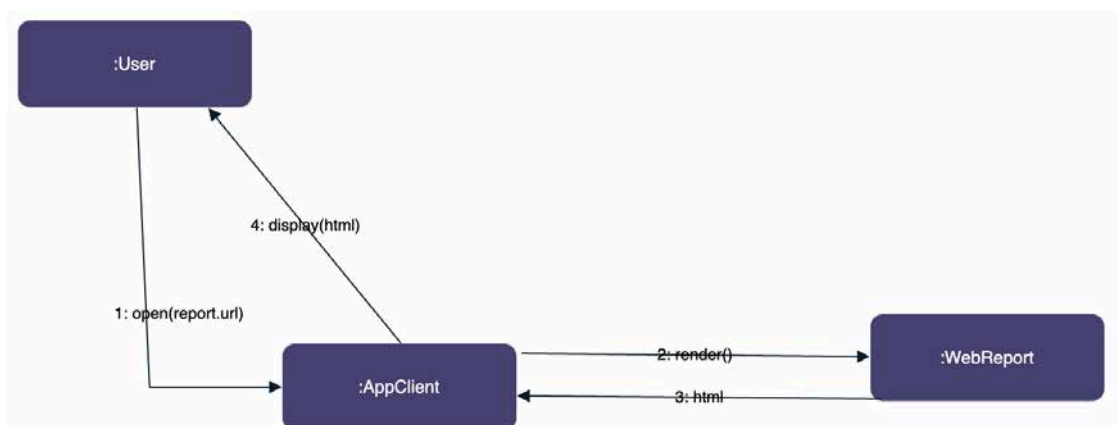 :User
4: display(html)
1: open(report.url)
2: render()
:WebReport
:AppClient
3: html